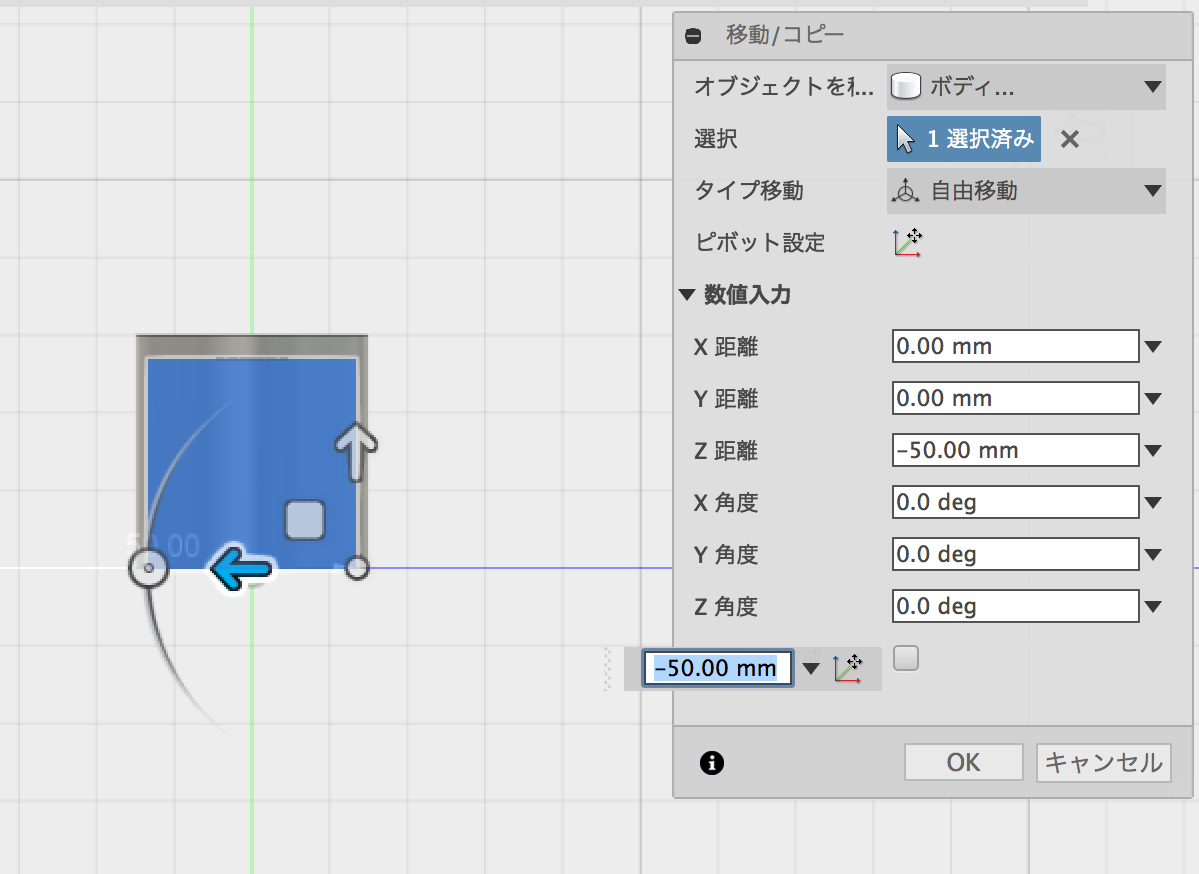 移動/コピー
オブジェクトを移... ボディ...
選択 1 選択済み
タイプ移動 自由移動
ピボット設定
数値入力
X 距離 0.00 mm
Y 距離 0.00 mm
Z 距離 -50.00 mm
X 角度 0.0 deg
50.00
Y 角度 0.0 deg
Z 角度 0.0 deg
-50.00 mm
OK キャンセル